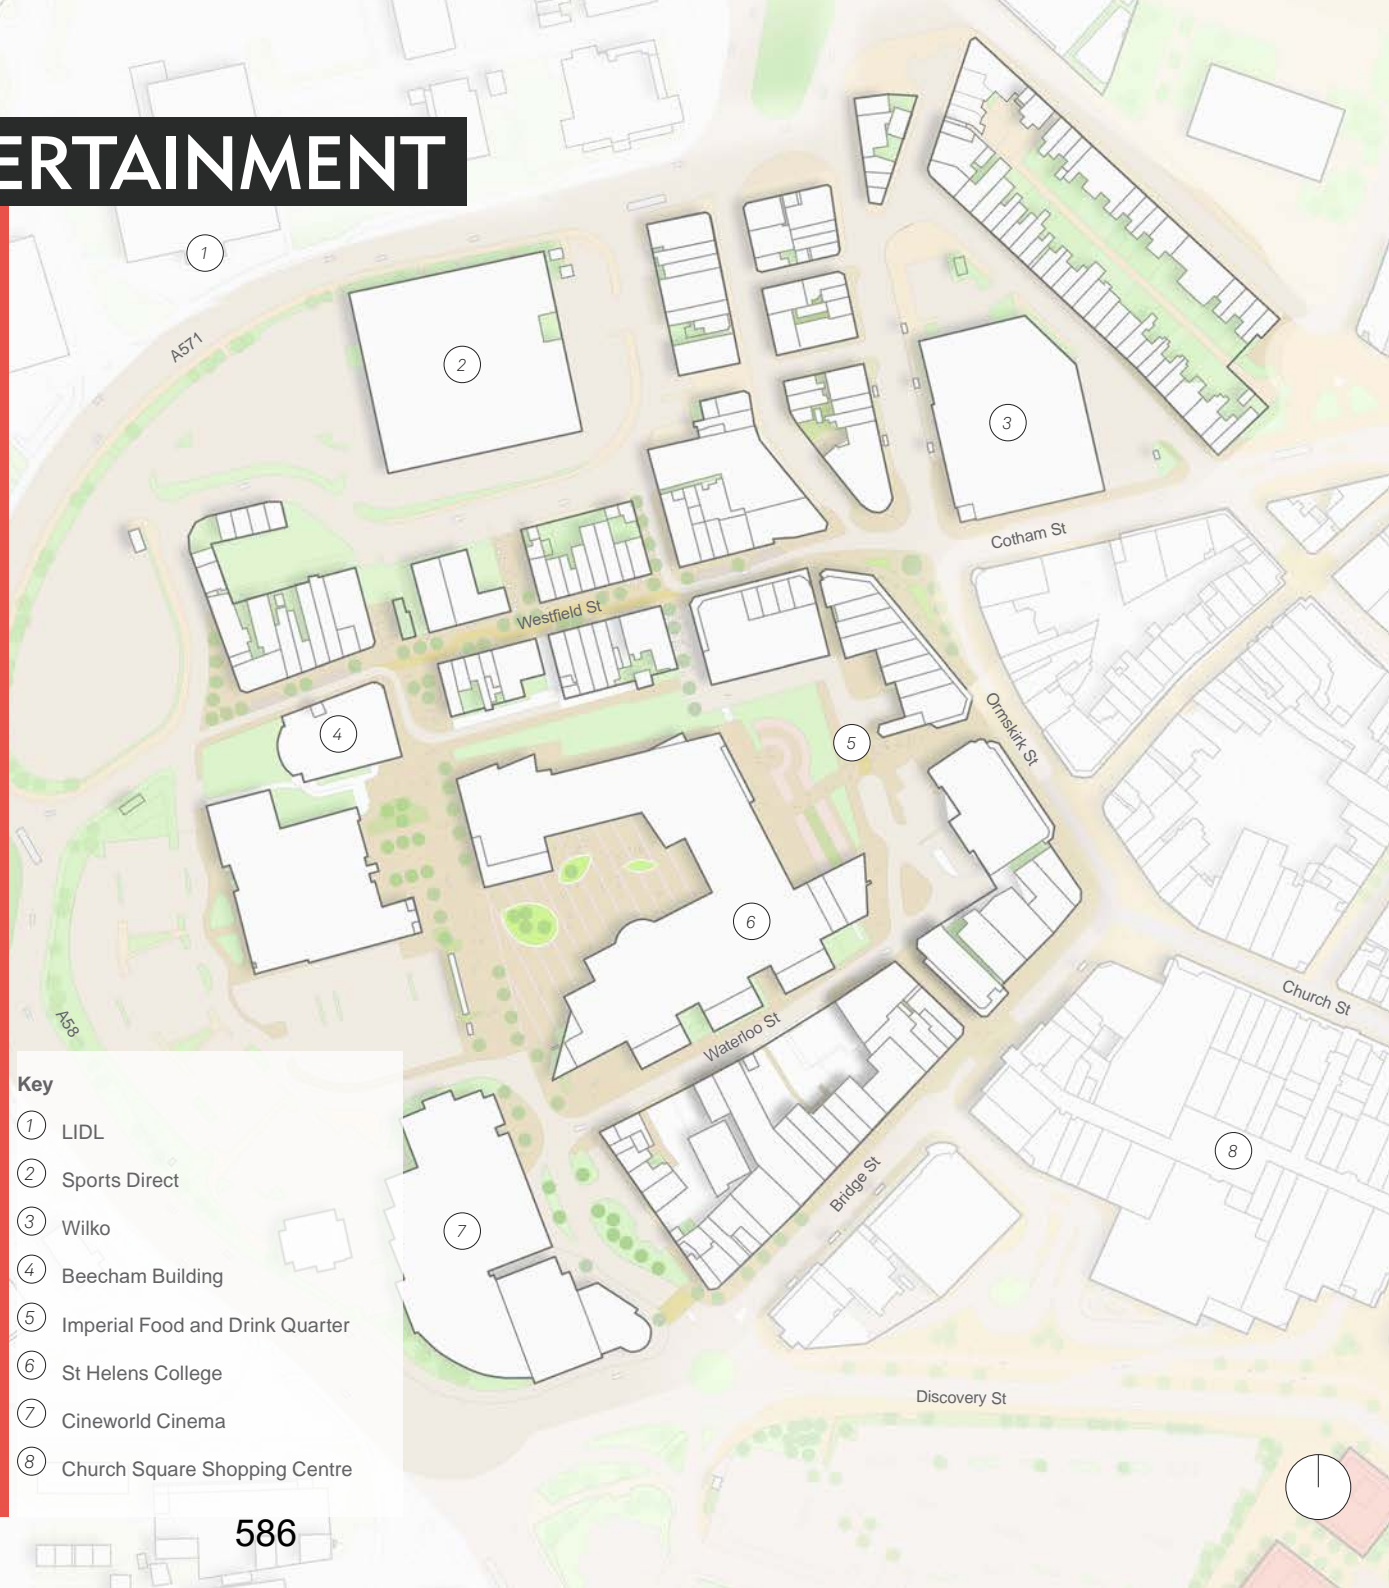 ERTAINMENT
1
A571
2
3
Cotham St
Westfield St
4
5
Ormskirk St
6
Church St
A58
Waterloo St
8
Bridge St
7
Discovery St
Key
1 LIDL
2 Sports Direct
3 Wilko
4 Beecham Building
5 Imperial Food and Drink Quarter
6 St Helens College
7 Cineworld Cinema
8 Church Square Shopping Centre
586